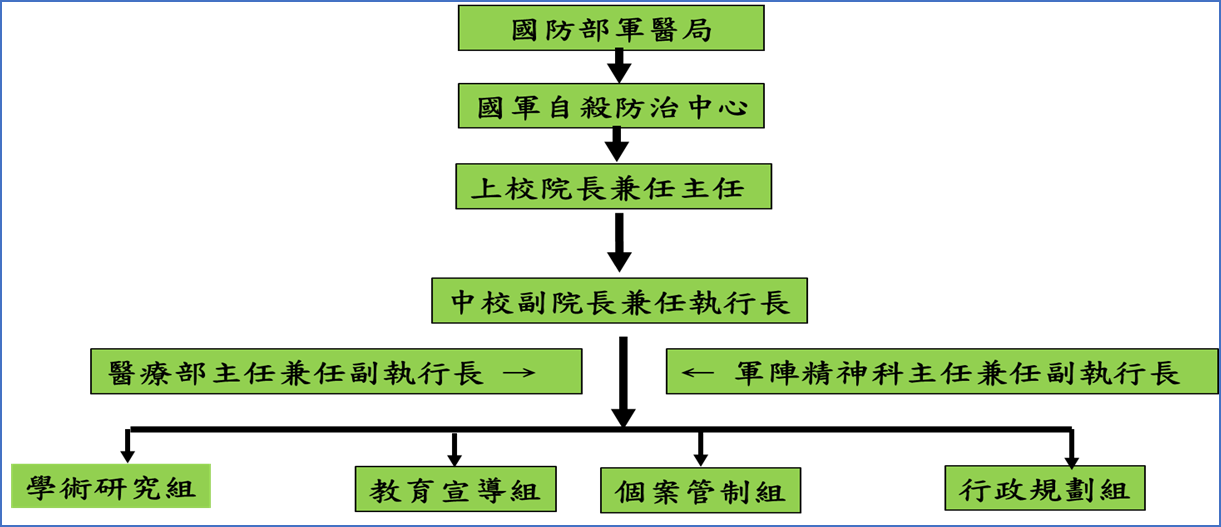 國防部軍醫局
國軍自殺防治中心
上校院長兼任主任
中校副院長兼任執行長
醫療部主任兼任副執行長 →
← 軍陣精神科主任兼任副執行長
學術研究組
教育宣導組
個案管制組
行政規劃組